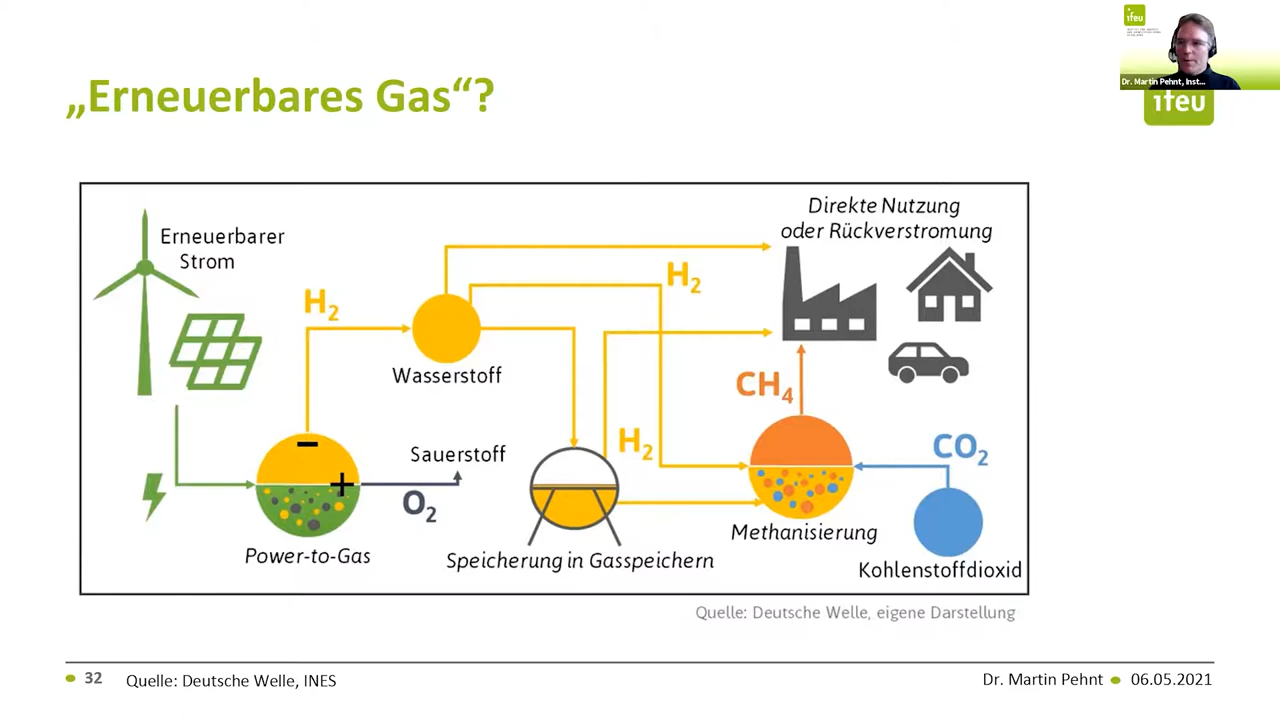 ifeu
Dr. Martin Pehnt, Inst...
ifeu
„Erneuerbares Gas“?
Erneuerbarer
Strom
H2
Wasserstoff
Power-to-Gas
Sauerstoff
O2
Speicherung in Gasspeichern
H2
H2
Direkte Nutzung
oder Rückverstromung
CH4
Methanisierung
CO2
Kohlenstoffdioxid
Quelle: Deutsche Welle, eigene Darstellung
32 Quelle: Deutsche Welle, INES
Dr. Martin Pehnt 06.05.2021